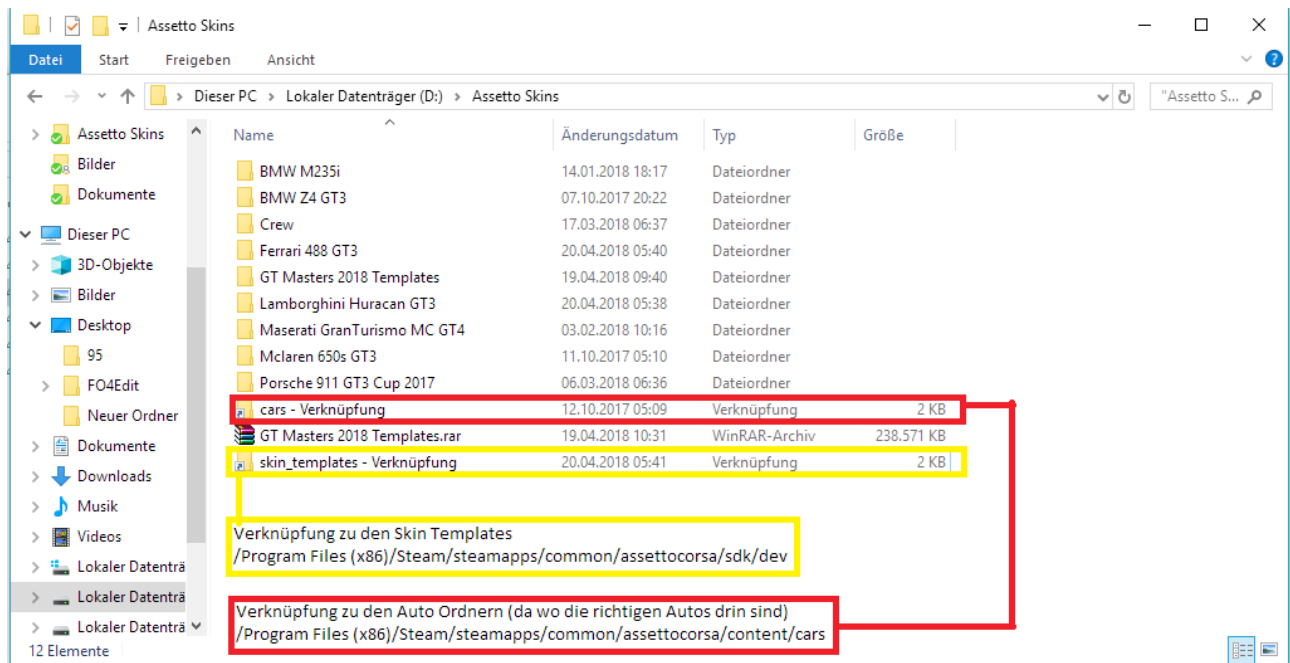 Assetto Skins
Datei Start Freigeben Ansicht
Dieser PC > Lokaler Datenträger (D:) > Assetto Skins "Assetto S...
Assetto Skins
Bilder
Dokumente
Dieser PC
3D-Objekte
Bilder
Desktop
95
FO4Edit
Neuer Ordner
Dokumente
Downloads
Musik
Videos
Lokaler Datenträ
Lokaler Datenträ
Lokaler Datenträ
Name Änderungsdatum Typ Größe
BMW M235i 14.01.2018 18:17 Dateiordner
BMW Z4 GT3 07.10.2017 20:22 Dateiordner
Crew 17.03.2018 06:37 Dateiordner
Ferrari 488 GT3 20.04.2018 05:40 Dateiordner
GT Masters 2018 Templates 19.04.2018 09:40 Dateiordner
Lamborghini Huracan GT3 20.04.2018 05:38 Dateiordner
Maserati GranTurismo MC GT4 03.02.2018 10:16 Dateiordner
Mclaren 650s GT3 11.10.2017 05:10 Dateiordner
Porsche 911 GT3 Cup 2017 06.03.2018 06:36 Dateiordner
cars - Verknüpfung 12.10.2017 05:09 Verknüpfung 2 KB
GT Masters 2018 Templates.rar 19.04.2018 10:31 WinRAR-Archiv 238.571 KB
skin_templates - Verknüpfung 20.04.2018 05:41 Verknüpfung 2 KB
Verknüpfung zu den Skin Templates
/Program Files (x86)/Steam/steamapps/common/assettocorsa/sdk/dev
Verknüpfung zu den Auto Ordnern (da wo die richtigen Autos drin sind)
/Program Files (x86)/Steam/steamapps/common/assettocorsa/content/cars
12 Elemente